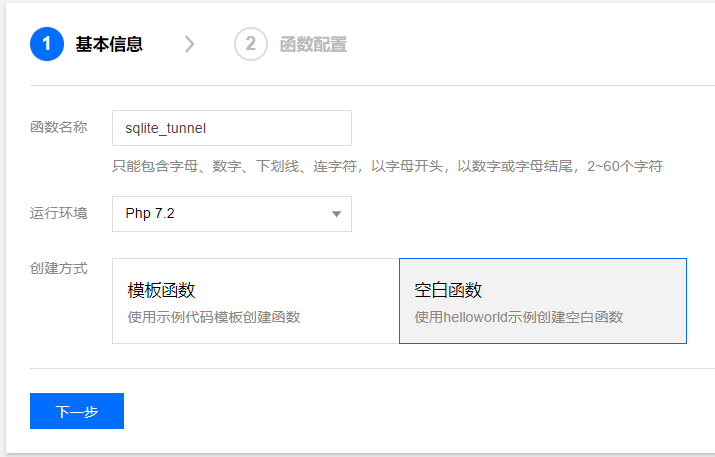 1 基本信息 2 函数配置
函数名称 sqlite_tunnel
只能包含字母、数字、下划线、连字符，以字母开头，以数字或字母结尾，2~60个字符
运行环境 Php 7.2
创建方式
模板函数 空白函数
使用示例代码模板创建函数 使用helloworld示例创建空白函数
下一步